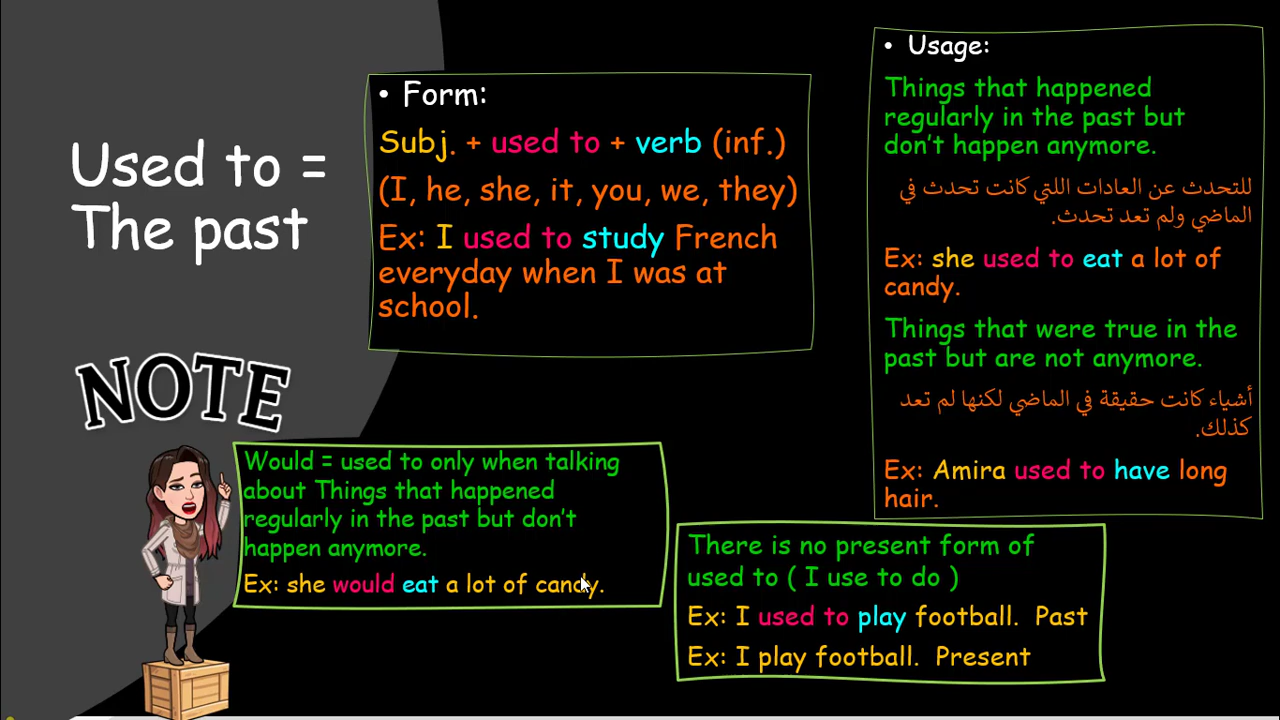 Used to =
The past
• Form:
Subj. + used to + verb (inf.)
(I, he, she, it, you, we, they)
Ex: I used to study French
everyday when I was at
school.
• Usage:
Things that happened
regularly in the past but
don't happen anymore.
للتحدث عن العادات اللتي كانت تحدث في
الماضي ولم تعد تحدث.
Ex: she used to eat a lot of
candy.
Things that were true in the
past but are not anymore.
أشياء كانت حقيقة في الماضي لكنها لم تعد
كذلك.
Ex: Amira used to have long
hair.
NOTE
Would = used to only when talking
about Things that happened
regularly in the past but don't
happen anymore.
Ex: she would eat a lot of candy.
There is no present form of
used to ( I use to do )
Ex: I used to play football. Past
Ex: I play football. Present